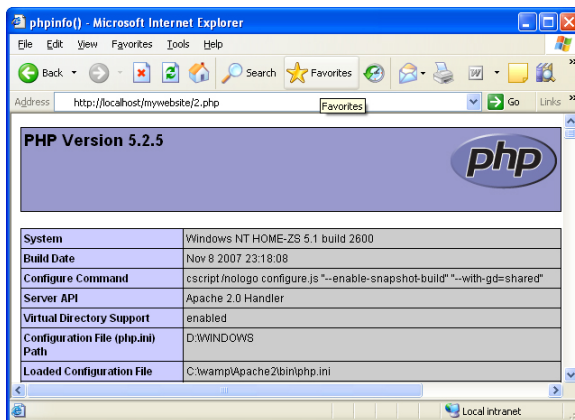 phpinfo() - Microsoft Internet Explorer
File Edit View Favorites Tools Help
Back Search Favorites
Address http://localhost/mywebsite/2.php Go Links
Favorites
PHP Version 5.2.5
php
System Windows NT HOME-ZS 5.1 build 2600
Build Date Nov 8 2007 23:18:08
Configure Command cscript /nologo configure.js "--enable-snapshot-build" "--with-gd=shared"
Server API Apache 2.0 Handler
Virtual Directory Support enabled
Configuration File (php.ini) Path D:\WINDOWS
Loaded Configuration File C:\wamp\Apache2\bin\php.ini
Local intranet